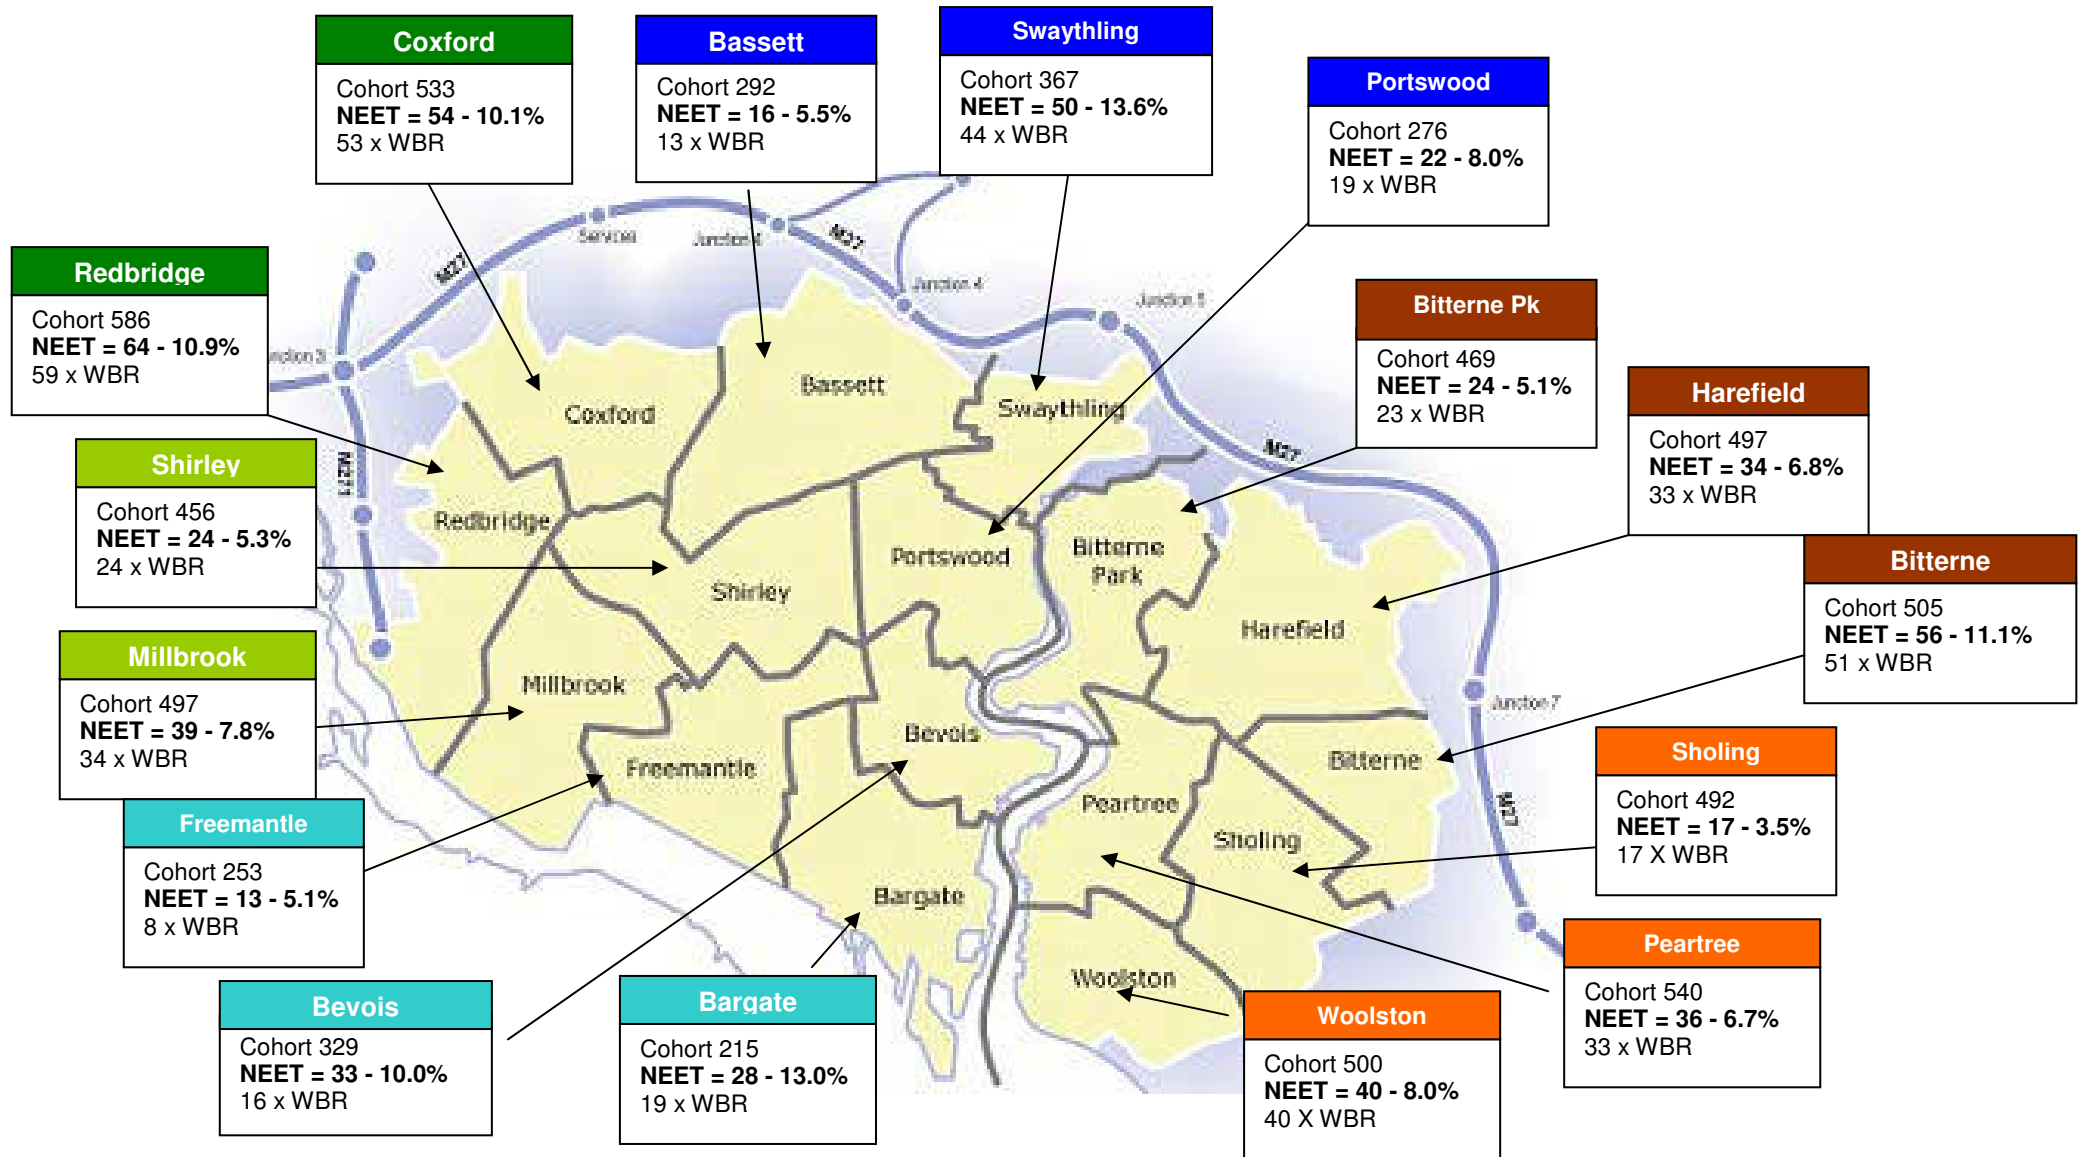 Coxford
Cohort 533
NEET = 54 - 10.1%
53 x WBR
Bassett
Cohort 292
NEET = 16 - 5.5%
13 x WBR
Swaythling
Cohort 367
NEET = 50 - 13.6%
44 x WBR
Portswood
Cohort 276
NEET = 22 - 8.0%
19 x WBR
Redbridge
Cohort 586
NEET = 64 - 10.9%
59 x WBR
Bitterne Pk
Cohort 469
NEET = 24 - 5.1%
23 x WBR
Harefield
Cohort 497
NEET = 34 - 6.8%
33 x WBR
Shirley
Cohort 456
NEET = 24 - 5.3%
24 x WBR
Bitterne
Cohort 505
NEET = 56 - 11.1%
51 x WBR
Millbrook
Cohort 497
NEET = 39 - 7.8%
34 x WBR
Sholing
Cohort 492
NEET = 17 - 3.5%
17 X WBR
Freemantle
Cohort 253
NEET = 13 - 5.1%
8 x WBR
Peartree
Cohort 540
NEET = 36 - 6.7%
33 x WBR
Bevois
Cohort 329
NEET = 33 - 10.0%
16 x WBR
Bargate
Cohort 215
NEET = 28 - 13.0%
19 x WBR
Woolston
Cohort 500
NEET = 40 - 8.0%
40 X WBR
Services
Junction 4
M27
M27
Junction 4
Junction 5
nction 3
M27
M271
Junction 7
M27
Bassett
Coxford
Swaythling
Redbridge
Portswood
Bitterne
Park
Shirley
Harefield
Millbrook
Bevois
Freemantle
Bitterne
Peartree
Sholing
Bargate
Woolston